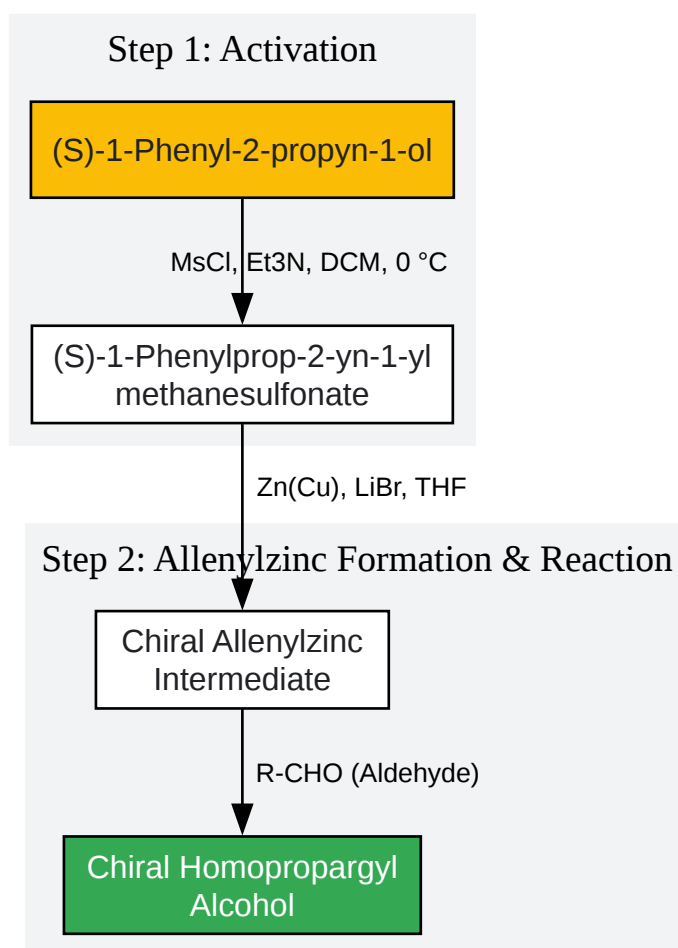 Step 1: Activation
(S)-1-Phenyl-2-propyn-1-ol
MsCl, Et3N, DCM, 0 °C
(S)-1-Phenylprop-2-yn-1-yl
methanesulfonate
Zn(Cu), LiBr, THF
Step 2: Allenylzinc Formation & Reaction
Chiral Allenylzinc
Intermediate
R-CHO (Aldehyde)
Chiral Homopropargyl
Alcohol